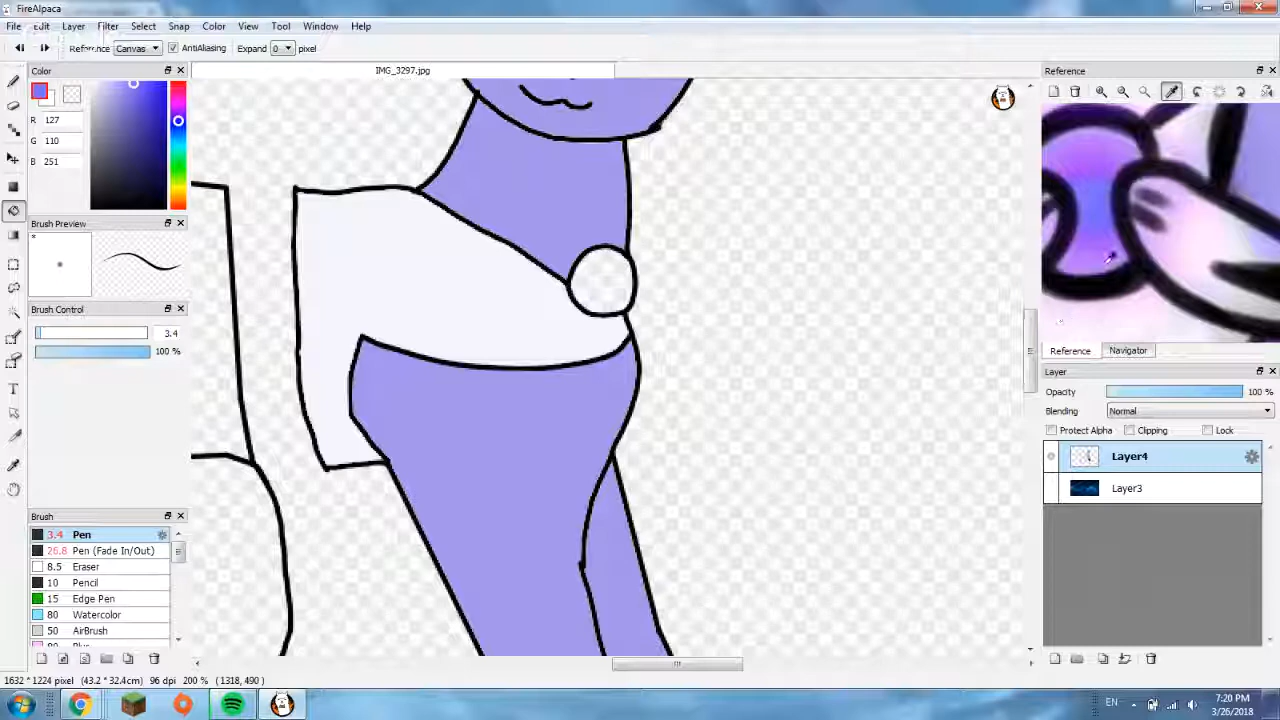 FireAlpaca
File Edit Layer Filter Select Snap Color View Tool Window Help
Reference Canvas AntiAliasing Expand 0 pixel
Color
IMG_3297.jpg
Reference
R 127
G 110
B 251
Brush Preview
Brush Control
3.4
100 %
Reference Navigator
Layer
Opacity 100 %
Blending Normal
Protect Alpha Clipping Lock
Layer4
Layer3
Brush
3.4 Pen
26.8 Pen (Fade In/Out)
8.5 Eraser
10 Pencil
15 Edge Pen
80 Watercolor
50 AirBrush
1632 * 1224 pixel (43.2 * 32.4cm) 96 dpi 200 % (1318, 490)
EN
7:20 PM
3/26/2018